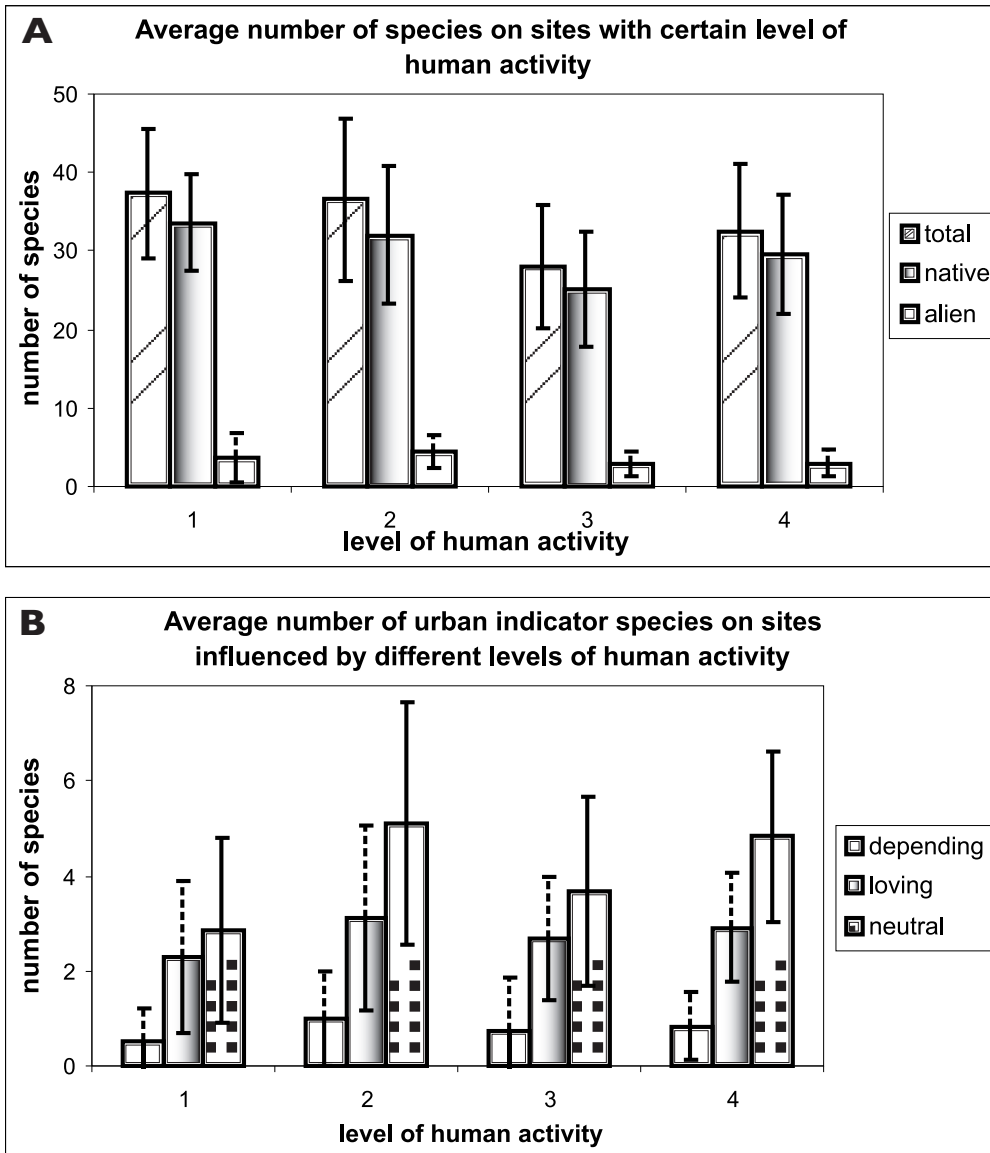 A
Average number of species on sites with certain level of
human activity
number of species
50
40
30
20
10
0
1 2 3 4
level of human activity
total
native
alien
B
Average number of urban indicator species on sites
influenced by different levels of human activity
number of species
8
6
4
2
0
1 2 3 4
level of human activity
depending
loving
neutral